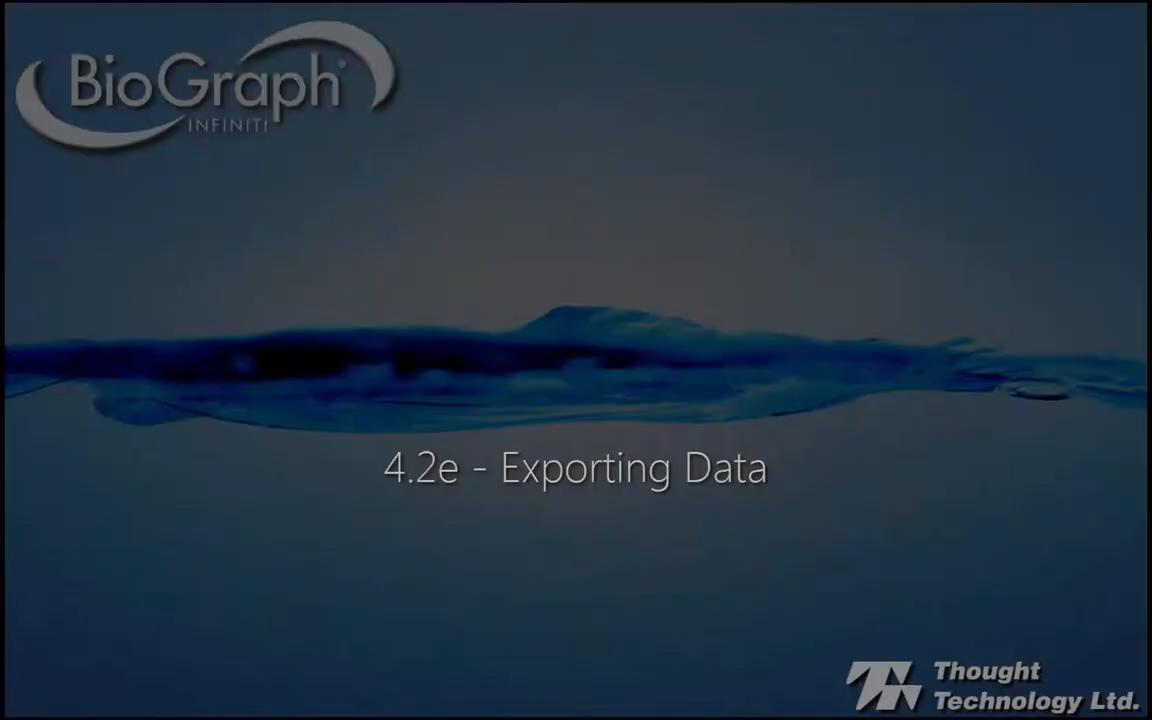 BioGraph®
INFINITI
4.2e - Exporting Data
Thought
Technology Ltd.